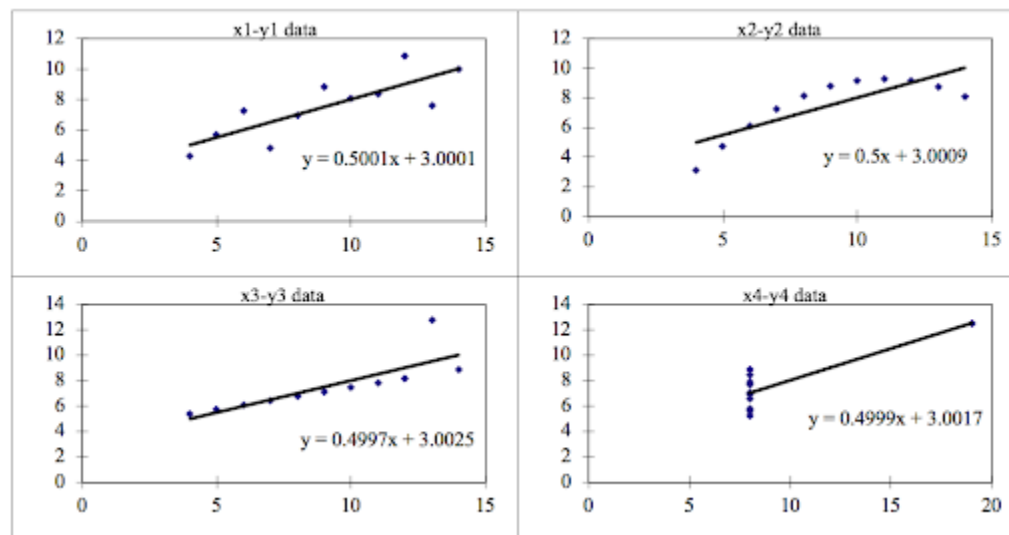 x1-y1 data
12
10
8
6
4
2
0
0 5 10 15
y = 0.5001x + 3.0001
x2-y2 data
12
10
8
6
4
2
0
0 5 10 15
y = 0.5x + 3.0009
x3-y3 data
14
12
10
8
6
4
2
0
0 5 10 15
y = 0.4997x + 3.0025
x4-y4 data
14
12
10
8
6
4
2
0
0 5 10 15 20
y = 0.4999x + 3.0017